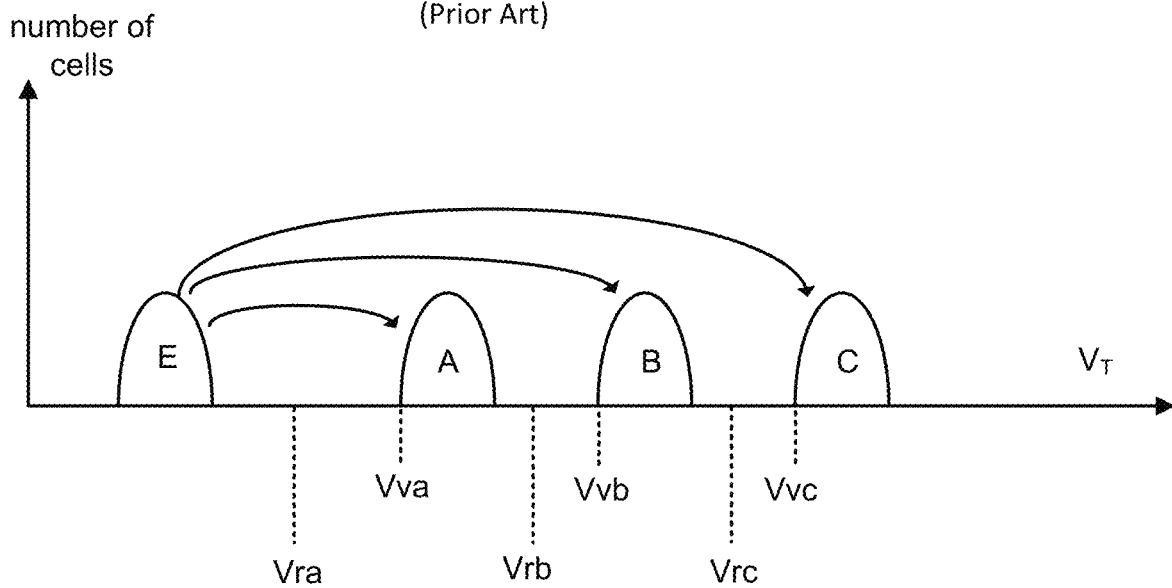 (Prior Art)
number of
cells
E
A
B
C
VT
Vva
Vvb
Vvc
Vra
Vrb
Vrc